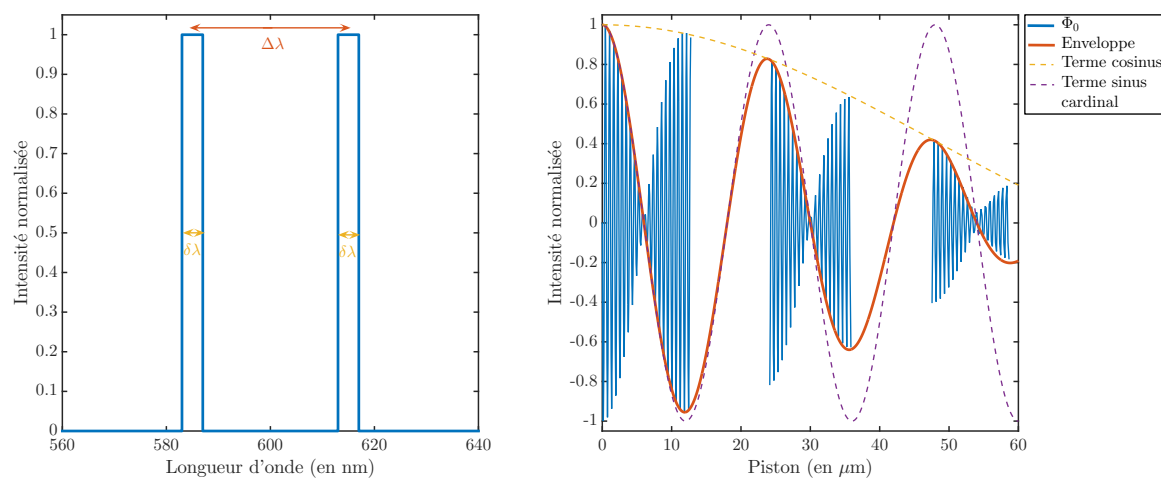 Δλ
δλ
δλ
Intensité normalisée
1
0.9
0.8
0.7
0.6
0.5
0.4
0.3
0.2
0.1
0
560
580
600
620
640
Longueur d'onde (en nm)
Intensité normalisée
1
0.8
0.6
0.4
0.2
0
-0.2
-0.4
-0.6
-0.8
-1
0
10
20
30
40
50
60
Piston (en μm)
Φ₀
Enveloppe
Terme cosinus
Terme sinus
cardinal